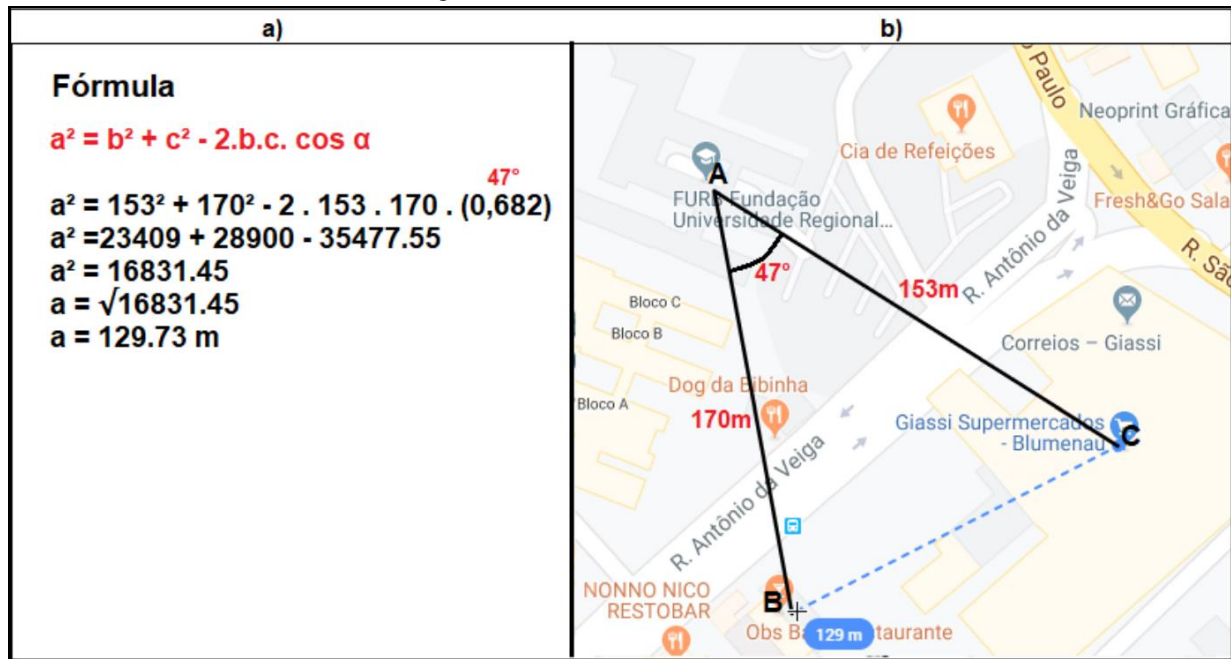 a)
b)
Fórmula
a² = b² + c² - 2.b.c. cos α
47°
a² = 153² + 170² - 2 . 153 . 170 . (0,682)
a² =23409 + 28900 - 35477.55
a² = 16831.45
a = √16831.45
a = 129.73 m
Paulo
Neoprint Gráfica
Cia de Refeições
A
FURB Fundação
Universidade Regional...
R. Antônio da Veiga
Fresh&Go Sala
R. São
47°
153m
Bloco C
Bloco B
Correios – Giassi
Dog da Bibinha
Bloco A
170m
Giassi Supermercados
- Blumenau
C
R. Antônio da Veiga
NONNO NICO
RESTOBAR
B
Obs
129 m
taurante